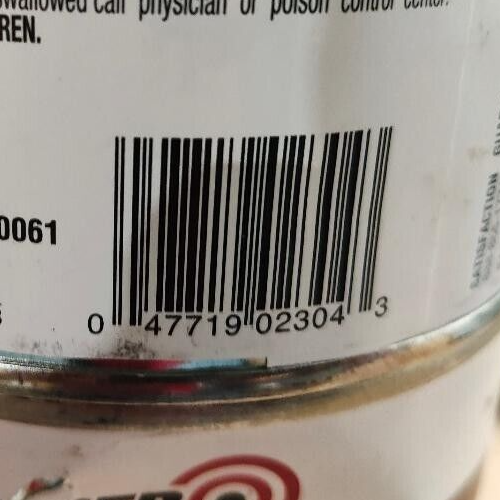 swallowed call physician or poison control center.
REN.
0061
0 47719 02304 3
SATISFACTION